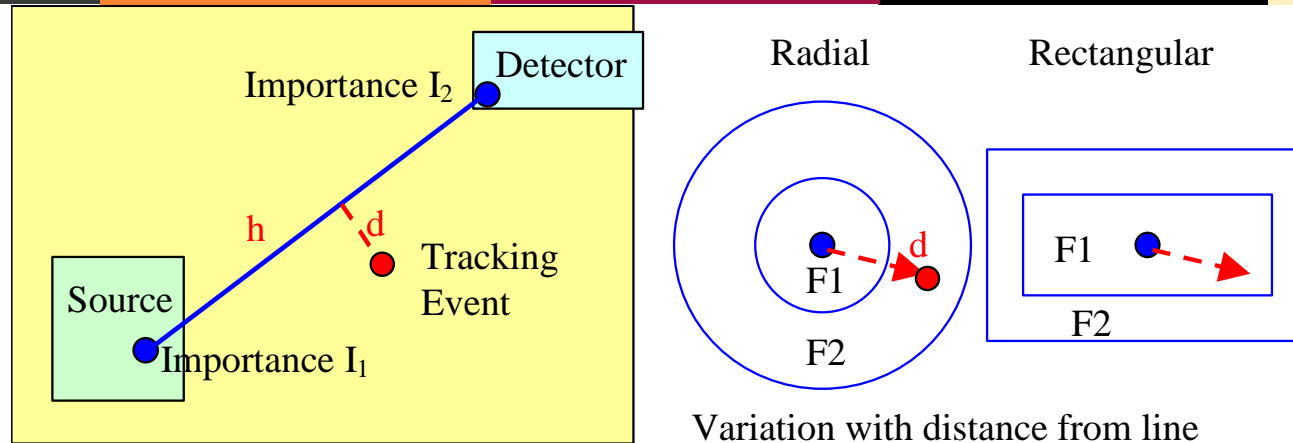 Detector
Importance I₂
h
d
Tracking
Event
Source
Importance I₁
Radial
Rectangular
d
F1
F2
F1
F2
Variation with distance from line